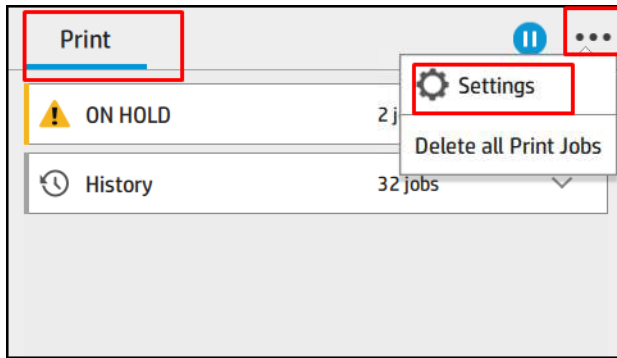 Print
Settings
ON HOLD
2 j
Delete all Print Jobs
History
32 jobs